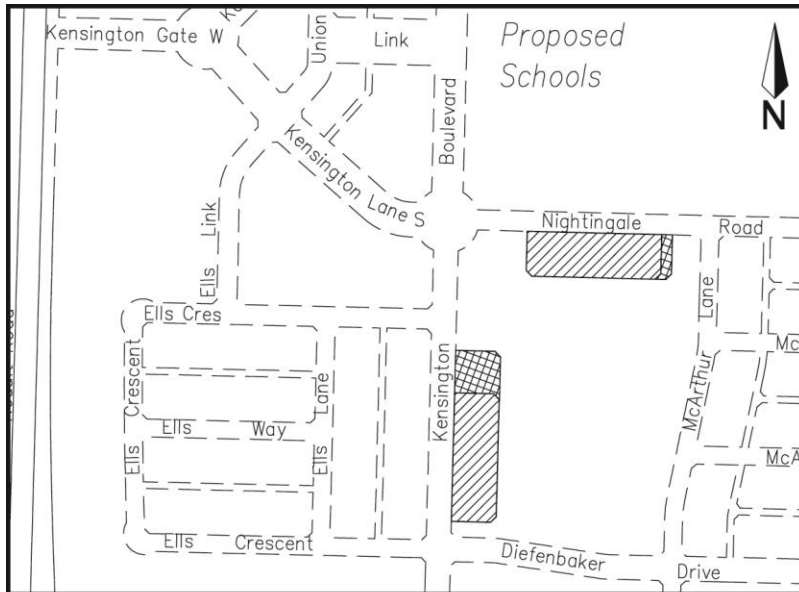 Kensington Gate W
Union
Link
Proposed
Schools
N
Boulevard
Kensington Lane S
Nightingale Road
Ells Link
Ells Cres
Crescent
Ells
Lane
Ells
Ells Way
Ells Crescent
Kensington
Lane
McArthur
Diefenbaker
Drive